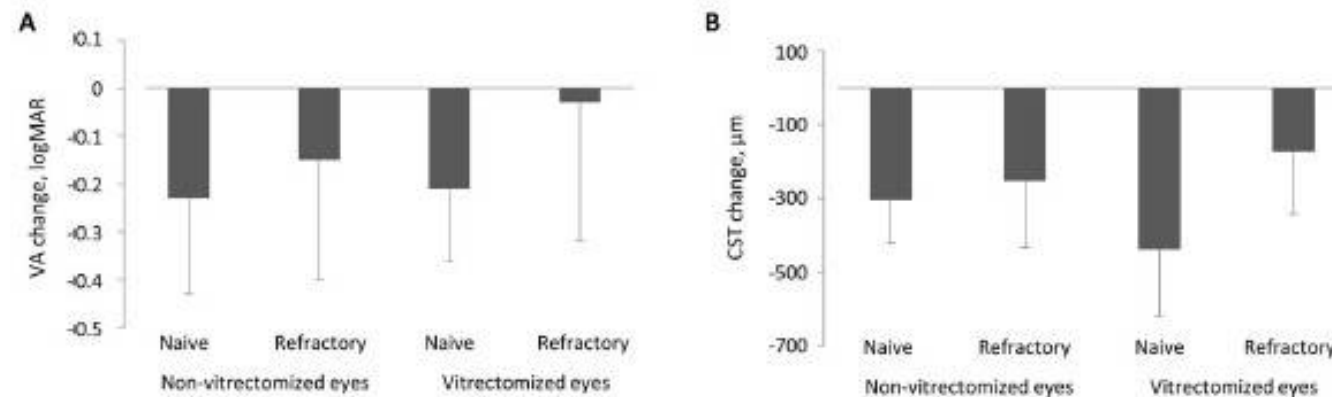 A
0.1
0
-0.1
-0.2
-0.3
-0.4
-0.5
VA change, logMAR
Naive Refractory Naive Refractory
Non-vitrectomized eyes Vitrectomized eyes
B
100
-100
-300
-500
-700
CST change, µm
Naive Refractory Naive Refractory
Non-vitrectomized eyes Vitrectomized eyes